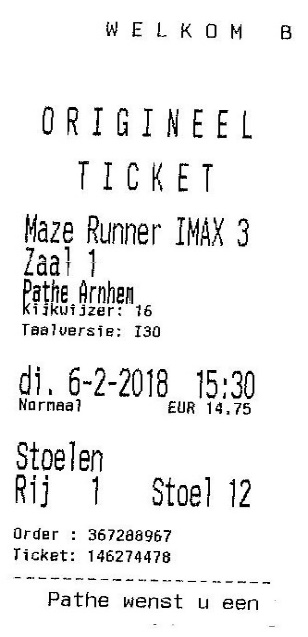 WELKOM B
ORIGINEEL
TICKET
Maze Runner IMAX 3
Zaal 1
Pathe Arnhem
Kijkwijzer: 16
Taalversie: I30
di. 6-2-2018 15:30
Normaal EUR 14.75
Stoelen
Rij 1 Stoel 12
Order : 367288967
Ticket: 146274478
Pathe wenst u een